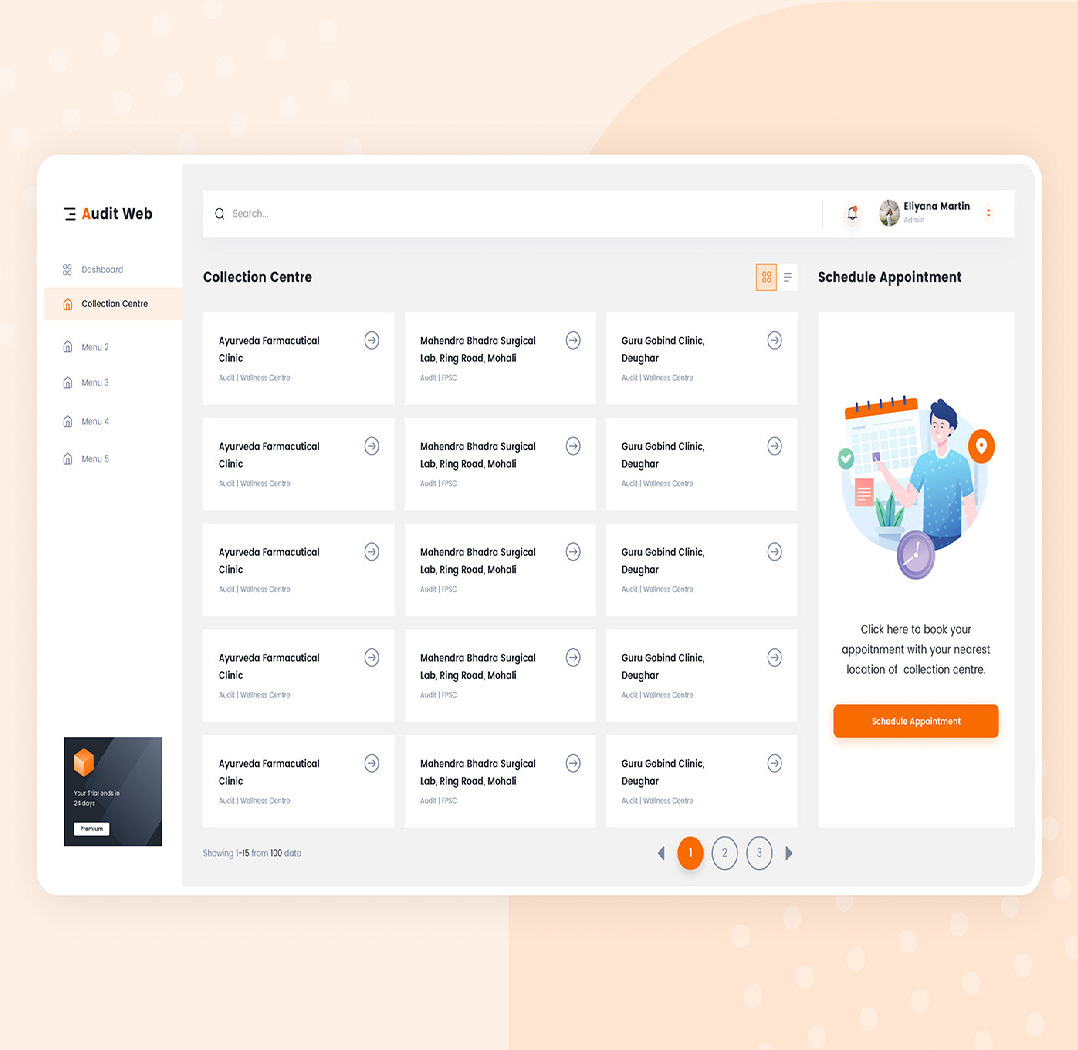 Audit Web
Dashboard
Collection Centre
Menu 2
Menu 3
Menu 4
Menu 5
Your Trial ends in
24 days
Premium
Search...
Eliyana Martin
Admin
Collection Centre
Ayurveda Farmacutical
Clinic
Audit | Wellness Centre
Mahendra Bhadra Surgical
Lab, Ring Road, Mohali
Audit | FPSC
Guru Gobind Clinic,
Deughar
Audit | Wellness Centre
Ayurveda Farmacutical
Clinic
Audit | Wellness Centre
Mahendra Bhadra Surgical
Lab, Ring Road, Mohali
Audit | FPSC
Guru Gobind Clinic,
Deughar
Audit | Wellness Centre
Ayurveda Farmacutical
Clinic
Audit | Wellness Centre
Mahendra Bhadra Surgical
Lab, Ring Road, Mohali
Audit | FPSC
Guru Gobind Clinic,
Deughar
Audit | Wellness Centre
Ayurveda Farmacutical
Clinic
Audit | Wellness Centre
Mahendra Bhadra Surgical
Lab, Ring Road, Mohali
Audit | FPSC
Guru Gobind Clinic,
Deughar
Audit | Wellness Centre
Ayurveda Farmacutical
Clinic
Audit | Wellness Centre
Mahendra Bhadra Surgical
Lab, Ring Road, Mohali
Audit | FPSC
Guru Gobind Clinic,
Deughar
Audit | Wellness Centre
Showing 1-15 from 100 data
1 2 3
Schedule Appointment
Click here to book your
appoitnment with your nearest
location of collection centre.
Schedule Appointment